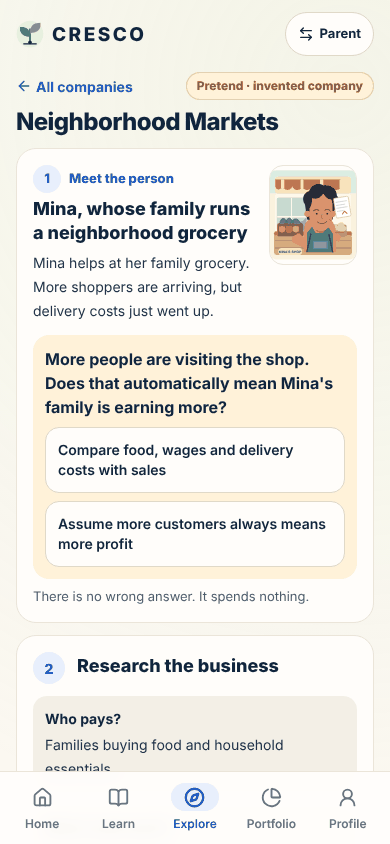 CRESCO
Parent
All companies
Pretend · invented company
Neighborhood Markets
1
Meet the person
Mina, whose family runs
a neighborhood grocery
Mina helps at her family grocery.
More shoppers are arriving, but
delivery costs just went up.
More people are visiting the shop.
Does that automatically mean Mina's
family is earning more?
Compare food, wages and delivery
costs with sales
Assume more customers always means
more profit
There is no wrong answer. It spends nothing.
2
Research the business
Who pays?
Families buying food and household
essentials
Home
Learn
Explore
Portfolio
Profile